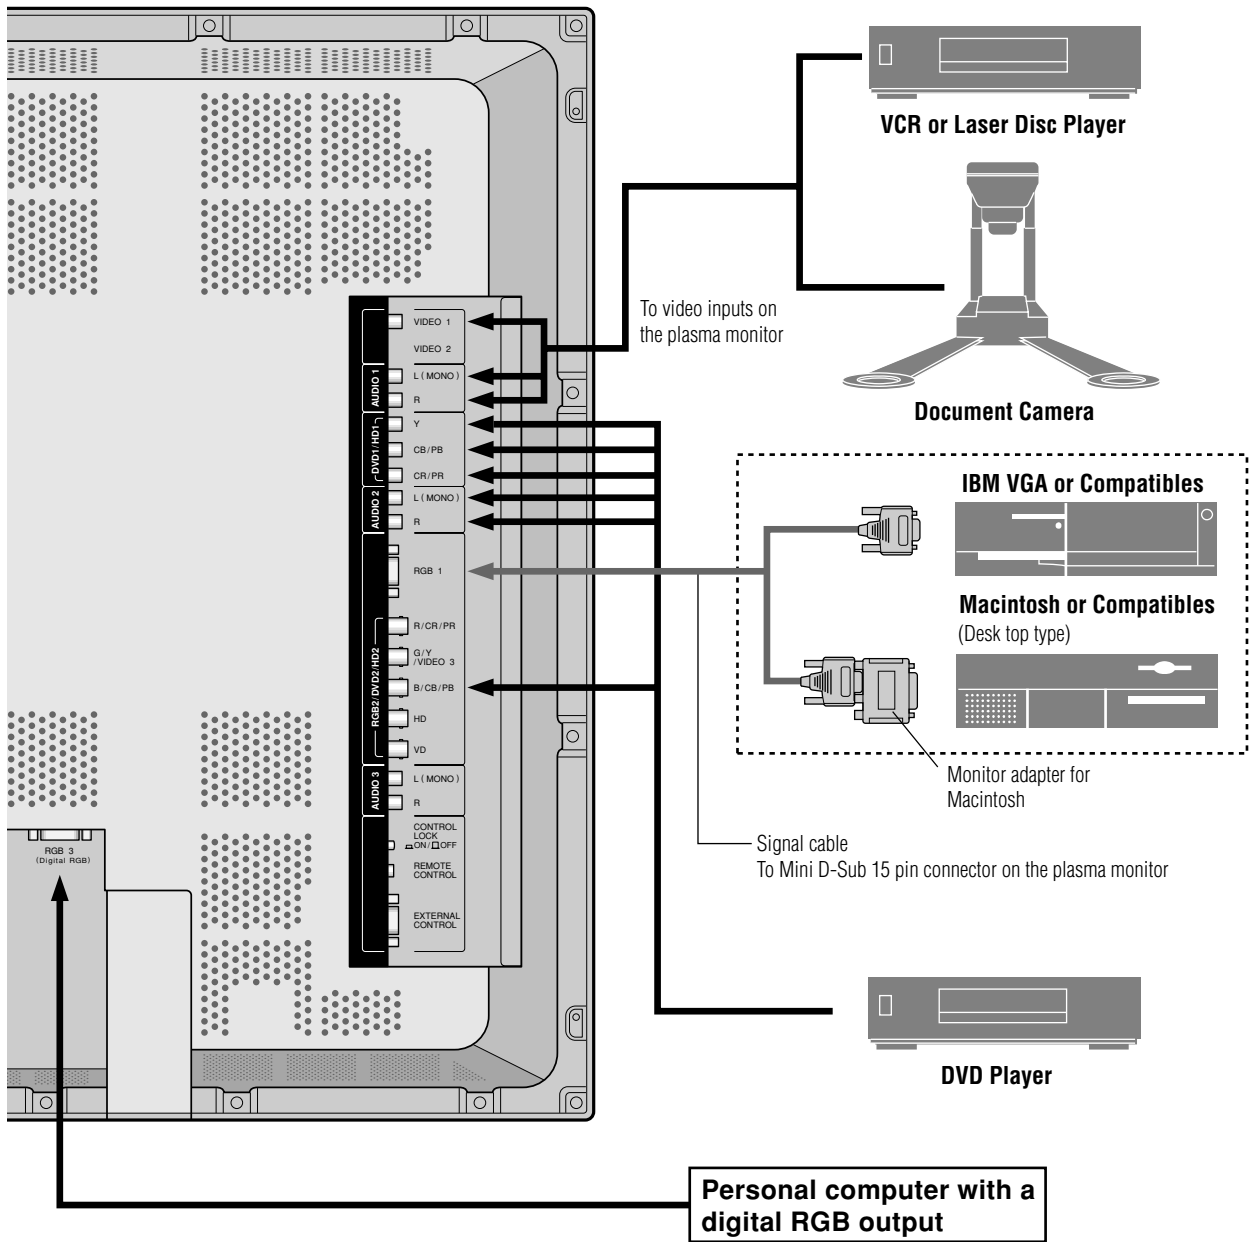 VCR or Laser Disc Player
To video inputs on
the plasma monitor
Document Camera
VIDEO 1
VIDEO 2
AUDIO 1
L ( MONO )
R
DVD1 / HD1
Y
CB / PB
CR / PR
AUDIO 2
L ( MONO )
R
RGB 1
RGB2 / DVD2 / HD2
R / CR / PR
G / Y
/ VIDEO 3
B / CB / PB
HD
VD
AUDIO 3
L ( MONO )
R
CONTROL
LOCK
ON / OFF
REMOTE
CONTROL
EXTERNAL
CONTROL
IBM VGA or Compatibles
Macintosh or Compatibles
(Desk top type)
Monitor adapter for
Macintosh
Signal cable
To Mini D-Sub 15 pin connector on the plasma monitor
RGB 3
(Digital RGB)
DVD Player
Personal computer with a
digital RGB output